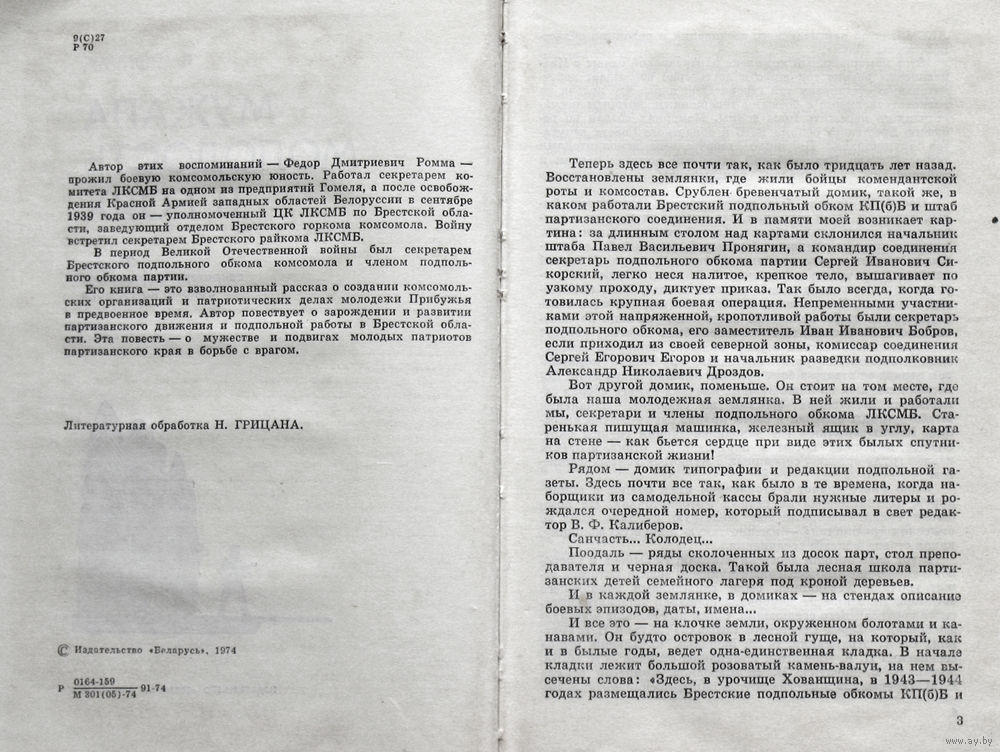 9(С)27
Р 70
Автор этих воспоминаний — Федор Дмитриевич Ромма —
прожил боевую комсомольскую юность. Работал секретарем ко-
митета ЛКСМБ на одном из предприятий Гомеля, а после освобож-
дения Красной Армией западных областей Белоруссии в сентябре
1939 года он — уполномоченный ЦК ЛКСМБ по Брестской обла-
сти, заведующий отделом Брестского горкома комсомола. Войну
встретил секретарем Брестского райкома ЛКСМБ.
В период Великой Отечественной войны был секретарем
Брестского подпольного обкома комсомола и членом подполь-
ного обкома партии.
Его книга — это взволнованный рассказ о создании комсомоль-
ских организаций и патриотических делах молодежи Прибужья
в предвоенное время. Автор повествует о зарождении и развитии
партизанского движения и подпольной работы в Брестской обла-
сти. Эта повесть — о мужестве и подвигах молодых патриотов
партизанского края в борьбе с врагом.
Литературная обработка Н. ГРИЦАНА.
© Издательство «Беларусь», 1974
Р 0164-159 91-74
М 301(05)-74
Теперь здесь все почти так, как было тридцать лет назад.
Восстановлены землянки, где жили бойцы комендантской
роты и комсостав. Срублен бревенчатый домик, такой же, в
каком работали Брестский подпольный обком КП(б)Б и штаб
партизанского соединения. И в памяти моей возникает кар-
тина: за длинным столом над картами склонился начальник
штаба Павел Васильевич Пронягин, а командир соединения
секретарь подпольного обкома партии Сергей Иванович Си-
корский, легко неся налитое, крепкое тело, вышагивает по
узкому проходу, диктует приказ. Так было всегда, когда го-
товилась крупная боевая операция. Непременными участни-
ками этой напряженной, кропотливой работы были секретарь
подпольного обкома, его заместитель Иван Иванович Бобров,
если приходил из своей северной зоны, комиссар соединения
Сергей Егорович Егоров и начальник разведки подполковник
Александр Николаевич Дроздов.
Вот другой домик, поменьше. Он стоит на том месте, где
была наша молодежная землянка. В ней жили и работали
мы, секретари и члены подпольного обкома ЛКСМБ. Ста-
ренькая пишущая машинка, железный ящик в углу, карта
на стене — как бьется сердце при виде этих былых спутни-
ков партизанской жизни!
Рядом — домик типографии и редакции подпольной га-
зеты. Здесь почти все так, как было в те времена, когда на-
борщики из самодельной кассы брали нужные литеры и рож-
дался очередной номер, который подписывал в свет редак-
тор В. Ф. Калиберов.
Санчасть... Колодец...
Поодаль — ряды сколоченных из досок парт, стол препо-
давателя и черная доска. Такой была лесная школа парти-
занских детей семейного лагеря под кроной деревьев.
И в каждой землянке, в домиках — на стендах описание
боевых эпизодов, даты, имена...
И все это — на клочке земли, окруженном болотами и ка-
навами. Он будто островок в лесной гуще, на который, как
и в былые годы, ведет одна-единственная кладка. В начале
кладки лежит большой розоватый камень-валун, на нем вы-
сечены слова: «Здесь, в урочище Хованщина, в 1943—1944
годах размещались Брестские подпольные обкомы КП(б)Б и
3
www.ay.by